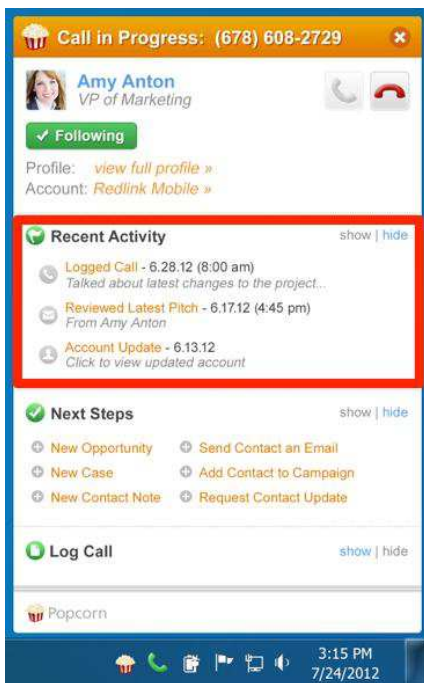 Call in Progress: (678) 608-2729
Amy Anton
VP of Marketing
Following
Profile: view full profile »
Account: Redlink Mobile »
Recent Activity show | hide
Logged Call - 6.28.12 (8:00 am)
Talked about latest changes to the project...
Reviewed Latest Pitch - 6.17.12 (4:45 pm)
From Amy Anton
Account Update - 6.13.12
Click to view updated account
Next Steps show | hide
New Opportunity Send Contact an Email
New Case Add Contact to Campaign
New Contact Note Request Contact Update
Log Call show | hide
Popcorn
3:15 PM
7/24/2012